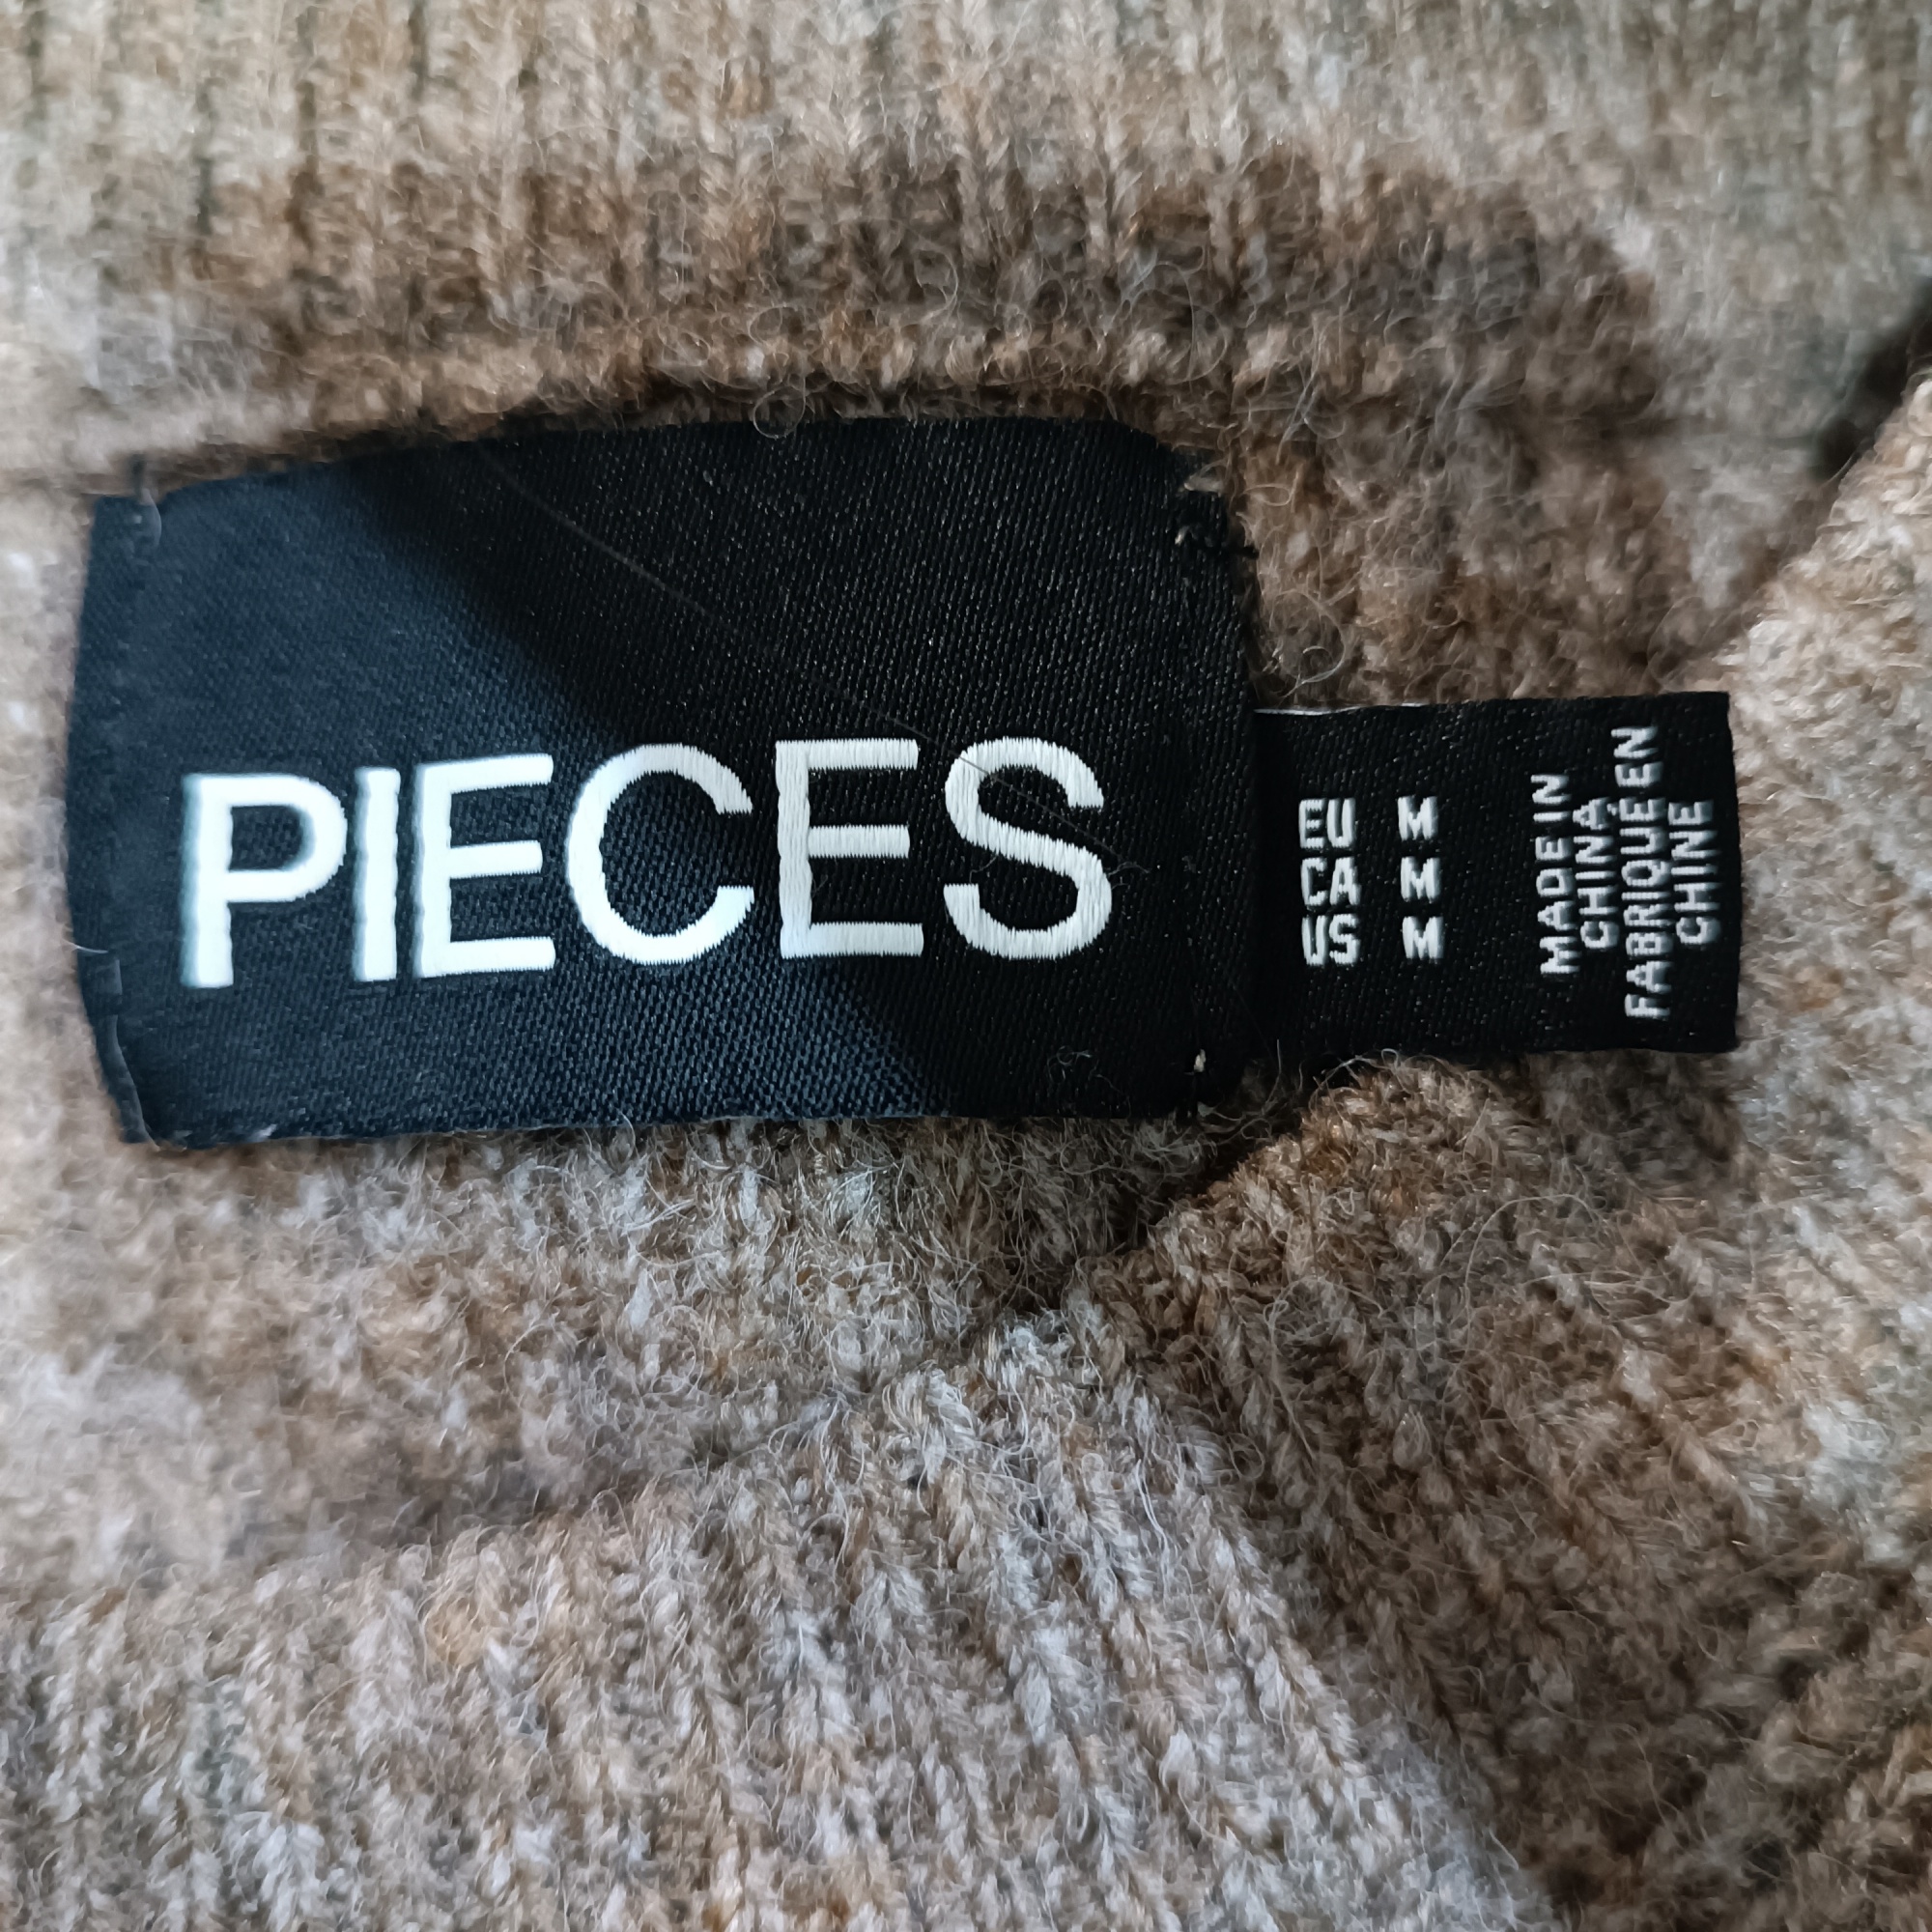 PIECES
EU M
CA M
US M
MADE IN
CHINA
FABRIQUÉ EN
CHINE